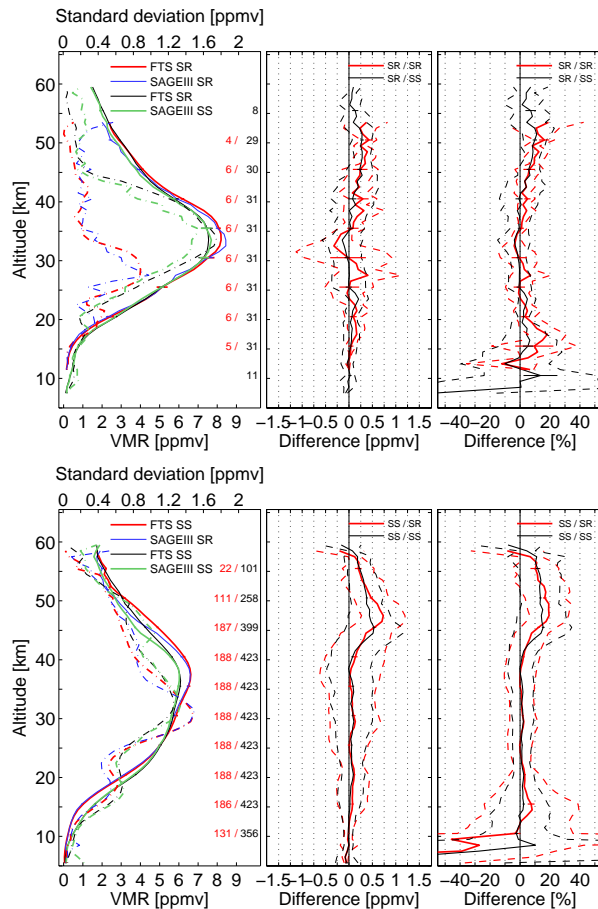 Standard deviation [ppmv]
0 0.4 0.8 1.2 1.6 2
FTS SR
SAGEIII SR
FTS SR
SAGEIII SS
SR / SR
SR / SS
SR / SR
SR / SS
60
50
40
30
20
10
Altitude [km]
8
4 / 29
6 / 30
6 / 31
6 / 31
6 / 31
6 / 31
6 / 31
5 / 31
11
0 1 2 3 4 5 6 7 8 9
VMR [ppmv]
−1.5 −1 −0.5 0 0.5 1 1.5
Difference [ppmv]
−40 −20 0 20 40
Difference [%]
Standard deviation [ppmv]
0 0.4 0.8 1.2 1.6 2
FTS SS
SAGEIII SR
FTS SS
SAGEIII SS
SS / SR
SS / SS
SS / SR
SS / SS
60
50
40
30
20
10
Altitude [km]
22 / 101
111 / 258
187 / 399
188 / 423
188 / 423
188 / 423
188 / 423
186 / 423
131 / 356
0 1 2 3 4 5 6 7 8 9
VMR [ppmv]
−1.5 −1 −0.5 0 0.5 1 1.5
Difference [ppmv]
−40 −20 0 20 40
Difference [%]